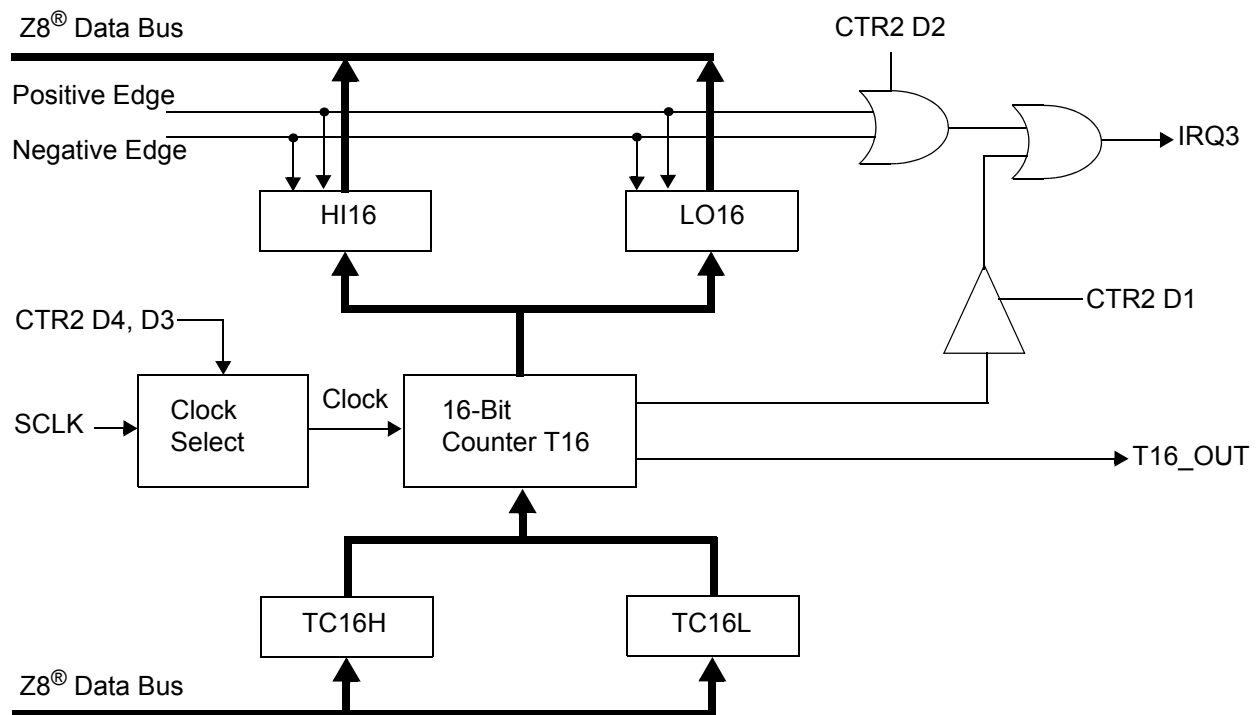 Z8® Data Bus
CTR2 D2
Positive Edge
Negative Edge
IRQ3
HI16
LO16
CTR2 D4, D3
CTR2 D1
SCLK
Clock
Select
Clock
16-Bit
Counter T16
T16_OUT
TC16H
TC16L
Z8® Data Bus